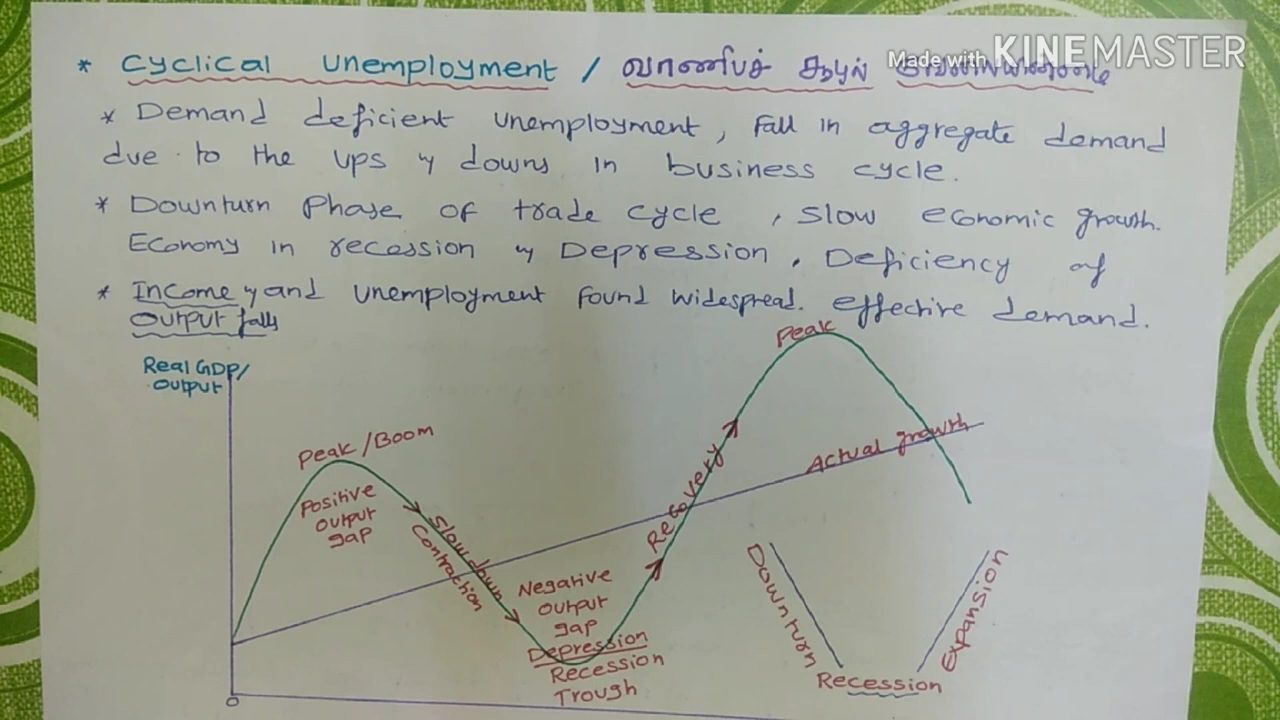 * Cyclical Unemployment / வாணிபச் சூழல்
Made with KINEMASTER
* Demand deficient unemployment, Fall in aggregate demand
due to the ups & downs in business cycle.
* Downturn Phase of trade cycle, slow economic growth.
Economy in recession & Depression, Deficiency of
* Income & and unemployment found widespread. effective demand.
output falls
Real GDP/
output
Peak
Peak/Boom
Actual growth
Positive
output
gap
Slow down
Contraction
Recovery
Negative
output
gap
Depression
Recession
Trough
Downturn
Expansion
Recession
0